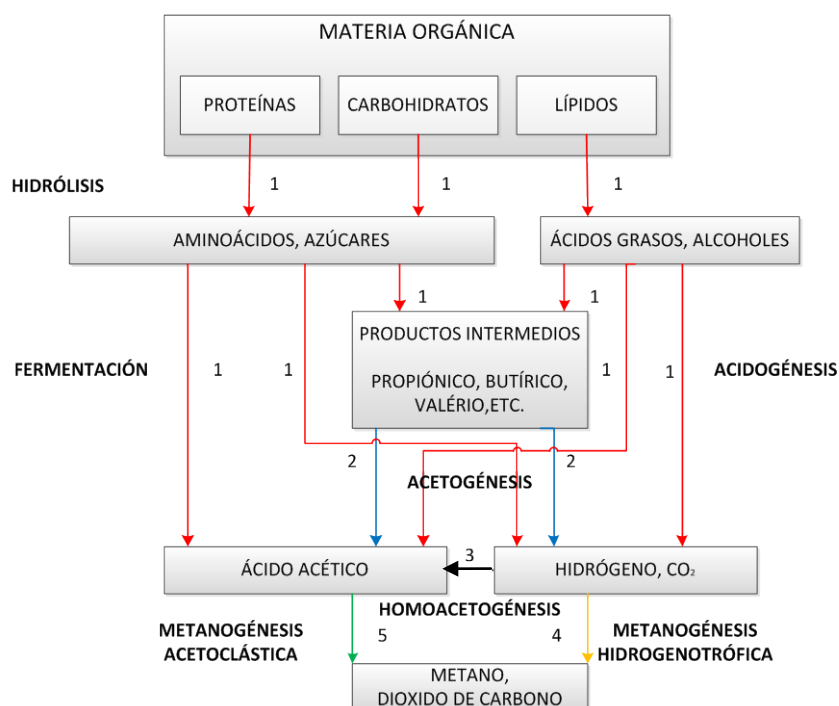 MATERIA ORGÁNICA
PROTEÍNAS
CARBOHIDRATOS
LÍPIDOS
HIDRÓLISIS
1
1
1
AMINOÁCIDOS, AZÚCARES
ÁCIDOS GRASOS, ALCOHOLES
1
1
PRODUCTOS INTERMEDIOS
PROPIÓNICO, BUTÍRICO,
VALÉRIO,ETC.
FERMENTACIÓN
1
1
1
1
ACIDOGÉNESIS
2
2
ACETOGÉNESIS
ÁCIDO ACÉTICO
3
HIDRÓGENO, CO₂
HOMOACETOGÉNESIS
METANOGÉNESIS
ACETOCLÁSTICA
5
4
METANOGÉNESIS
HIDROGENOTRÓFICA
METANO,
DIOXIDO DE CARBONO